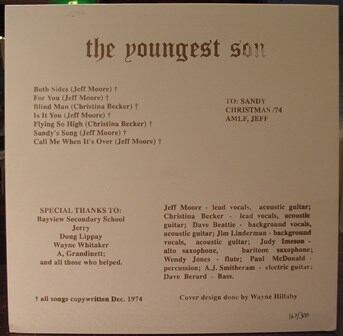 the youngest son
Both Sides (Jeff Moore) †
For You (Jeff Moore) †
Blind Man (Christina Becker) †
Is It You (Jeff Moore) †
Flying So High (Christina Becker) †
Sandy's Song (Jeff Moore) †
Call Me When It's Over (Jeff Moore) †
TO: SANDY
CHRISTMAS /74
AMLF, JEFF
SPECIAL THANKS TO:
Bayview Secondary School
Jerry
Doug Lippay
Wayne Whitaker
A, Grandinett;
and all those who helped.
Jeff Moore - lead vocals, acoustic guitar;
Christina Becker - lead vocals, acoustic
guitar; Dave Beattie - background vocals,
acoustic guitar; Jim Linderman - background
vocals, acoustic guitar; Judy Imeson -
alto saxophone, baritone saxophone;
Wendy Jones - flute; Paul McDonald -
percussion; A.J. Smitheram - electric guitar;
Dave Berard - Bass.
† all songs copywritten Dec. 1974
Cover design done by Wayne Hillaby
/300